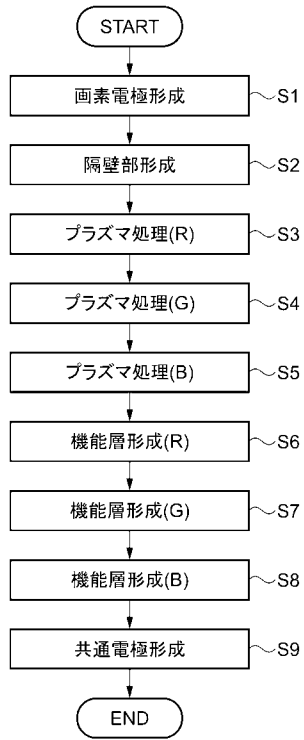 START
画素電極形成 S1
隔壁部形成 S2
プラズマ処理(R) S3
プラズマ処理(G) S4
プラズマ処理(B) S5
機能層形成(R) S6
機能層形成(G) S7
機能層形成(B) S8
共通電極形成 S9
END